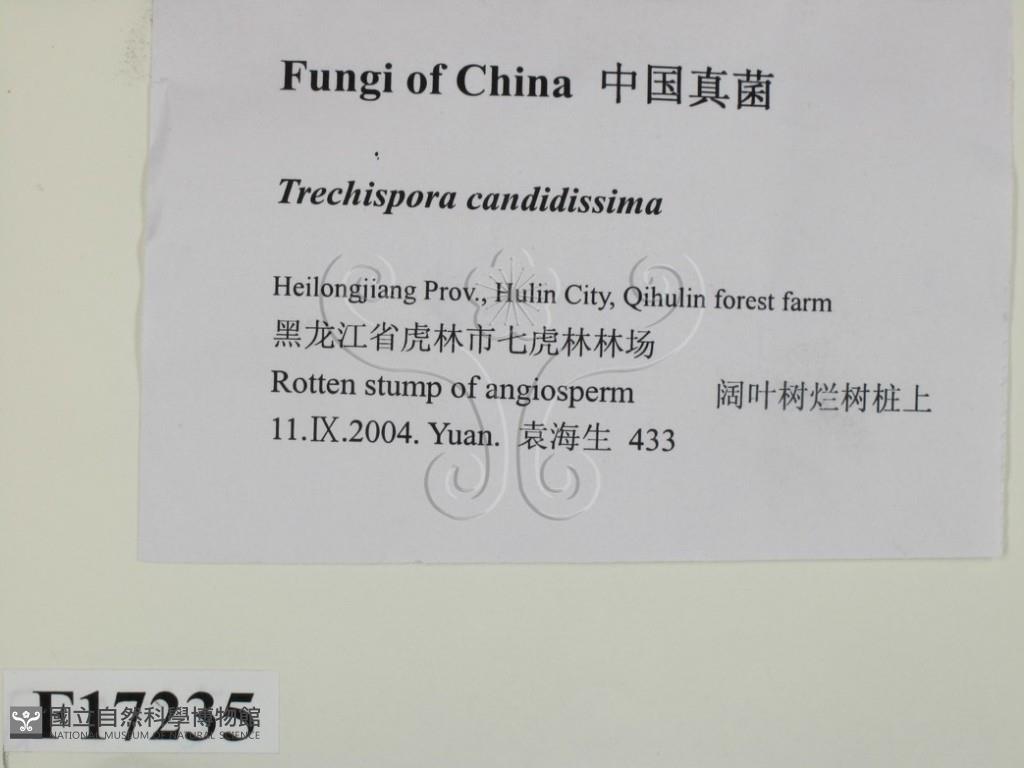 Fungi of China 中国真菌
Trechispora candidissima
Heilongjiang Prov., Hulin City, Qihulin forest farm
黑龙江省虎林市七虎林林场
Rotten stump of angiosperm 阔叶树烂树桩上
11.Ⅸ.2004. Yuan. 袁海生 433
F17235
國立自然科學博物館
NATIONAL MUSEUM OF NATURAL SCIENCE